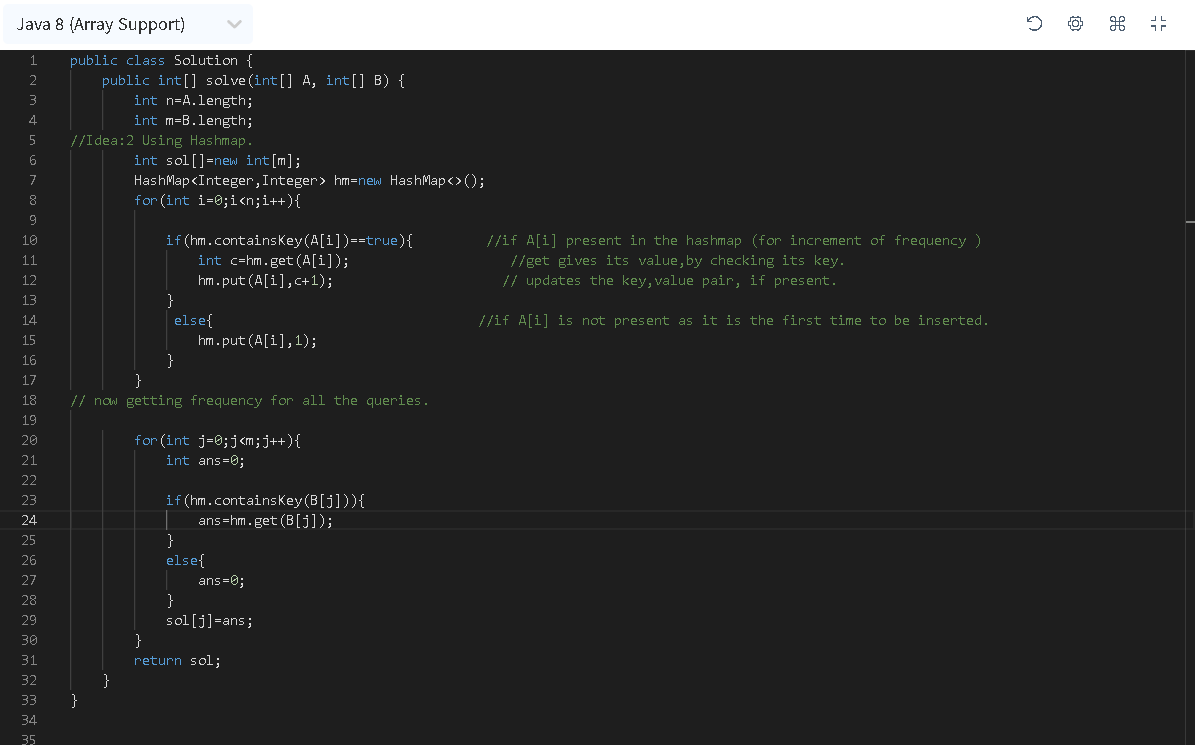 Java 8 (Array Support)
1 public class Solution {
2 public int[] solve(int[] A, int[] B) {
3 int n=A.length;
4 int m=B.length;
5 //Idea:2 Using Hashmap.
6 int sol[]=new int[m];
7 HashMap<Integer,Integer> hm=new HashMap<>();
8 for(int i=0;i<n;i++){
9
10 if(hm.containsKey(A[i])==true){ //if A[i] present in the hashmap (for increment of frequency )
11 int c=hm.get(A[i]); //get gives its value,by checking its key.
12 hm.put(A[i],c+1); // updates the key,value pair, if present.
13 }
14 else{ //if A[i] is not present as it is the first time to be inserted.
15 hm.put(A[i],1);
16 }
17 }
18 // now getting frequency for all the queries.
19
20 for(int j=0;j<m;j++){
21 int ans=0;
22
23 if(hm.containsKey(B[j])){
24 ans=hm.get(B[j]);
25 }
26 else{
27 ans=0;
28 }
29 sol[j]=ans;
30 }
31 return sol;
32 }
33 }
34
35